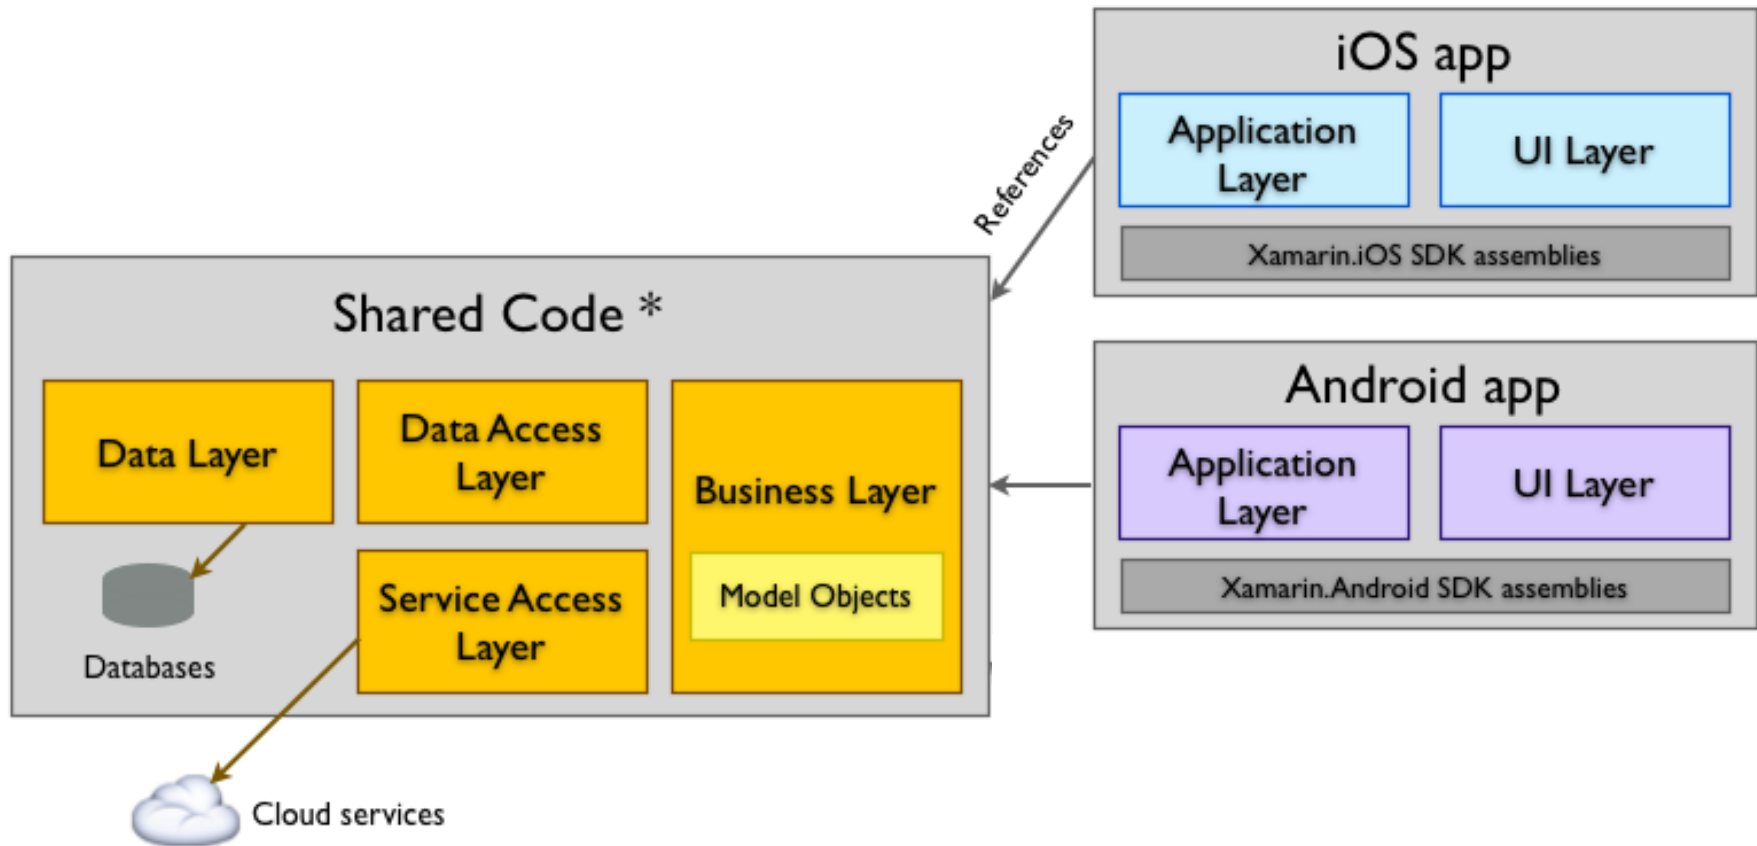 iOS app
Application
Layer
UI Layer
Xamarin.iOS SDK assemblies
References
Shared Code *
Data Layer
Data Access
Layer
Business Layer
Model Objects
Service Access
Layer
Databases
Cloud services
Android app
Application
Layer
UI Layer
Xamarin.Android SDK assemblies